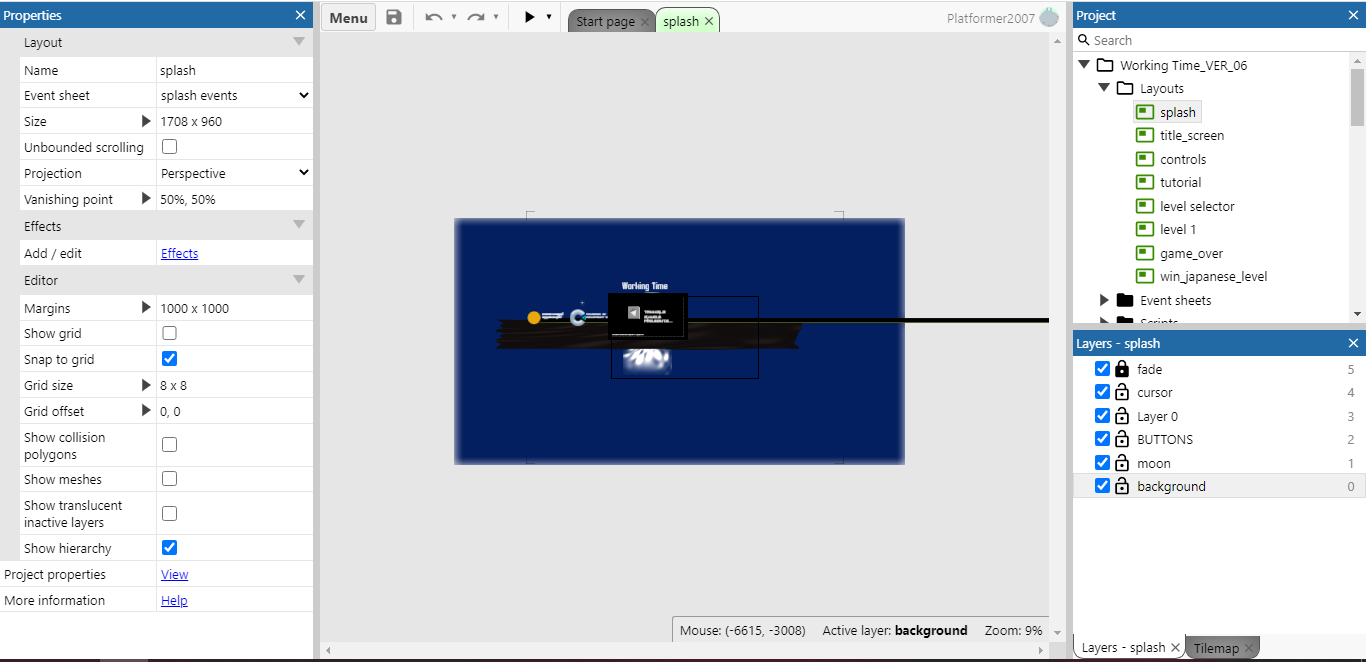 Properties
Layout
Name splash
Event sheet splash events
Size 1708 x 960
Unbounded scrolling
Projection Perspective
Vanishing point 50%, 50%
Effects
Add / edit Effects
Editor
Margins 1000 x 1000
Show grid
Snap to grid
Grid size 8 x 8
Grid offset 0, 0
Show collision
polygons
Show meshes
Show translucent
inactive layers
Show hierarchy
Project properties View
More information Help
Menu
Start page
splash
Platformer2007
Working Time
Mouse: (-6615, -3008) Active layer: background Zoom: 9%
Project
Search
Working Time_VER_06
Layouts
splash
title_screen
controls
tutorial
level selector
level 1
game_over
win_japanese_level
Event sheets
Scripts
Layers - splash
fade 5
cursor 4
Layer 0 3
BUTTONS 2
moon 1
background 0
Layers - splash
Tilemap